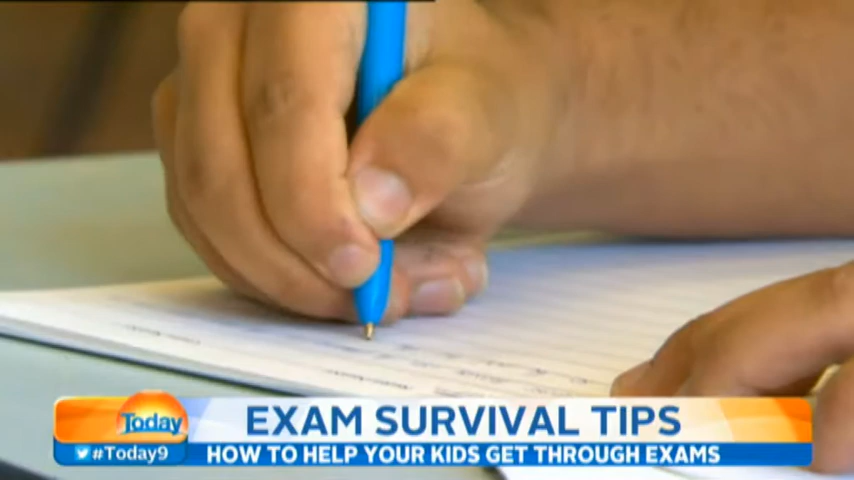 Today
EXAM SURVIVAL TIPS
#Today9
HOW TO HELP YOUR KIDS GET THROUGH EXAMS